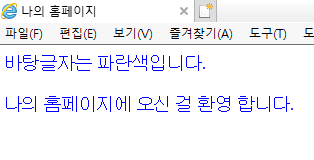 나의 홈페이지
파일(F) 편집(E) 보기(V) 즐겨찾기(A) 도구(T)
바탕글자는 파란색입니다.
나의 홈페이지에 오신 걸 환영 합니다.